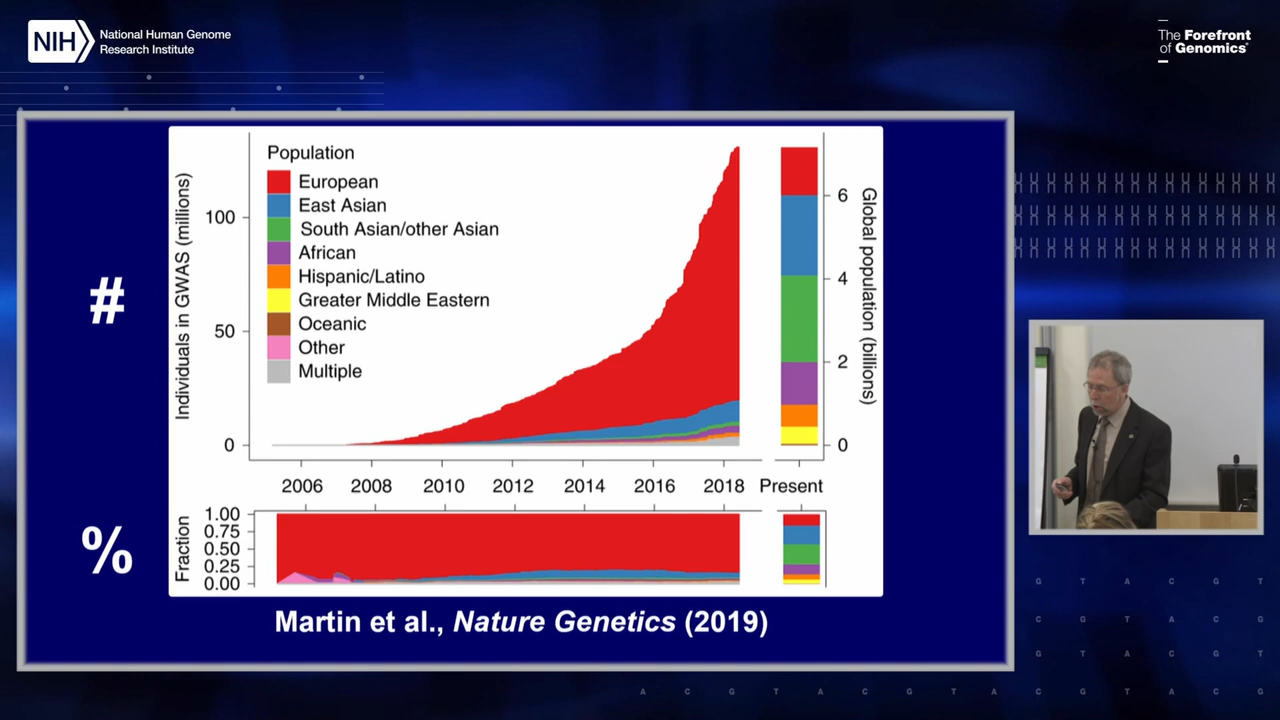 NIH
National Human Genome
Research Institute
The Forefront
of Genomics®
#
%
Population
European
East Asian
South Asian/other Asian
African
Hispanic/Latino
Greater Middle Eastern
Oceanic
Other
Multiple
Individuals in GWAS (millions)
100
50
0
2006 2008 2010 2012 2014 2016 2018 Present
Global population (billions)
6
4
2
0
Fraction
1.00
0.75
0.50
0.25
0.00
Martin et al., Nature Genetics (2019)
G T A C G T
C G T A C G
G T A C G T
A C G T A C G T A C G T A C G